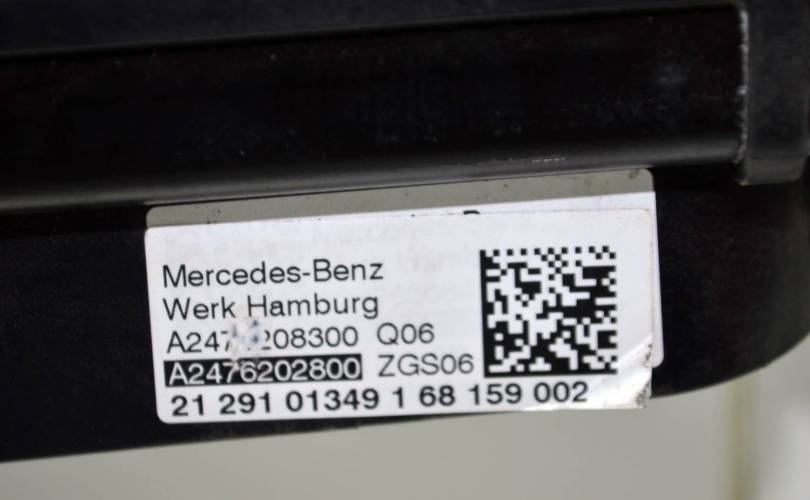 Mercedes-Benz
Werk Hamburg
Q06
A2476202800 ZGS06
21 291 01349 1 68 159 002